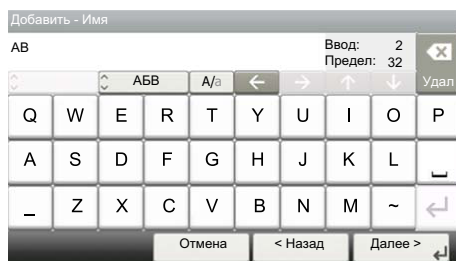 Добавить - Имя
AB Ввод: 2
Предел: 32
АБВ A/a ← → ↑ ↓ Удал
Q W E R T Y U I O P
A S D F G H J K L
_ Z X C V B N M ~
Отмена < Назад Далее >